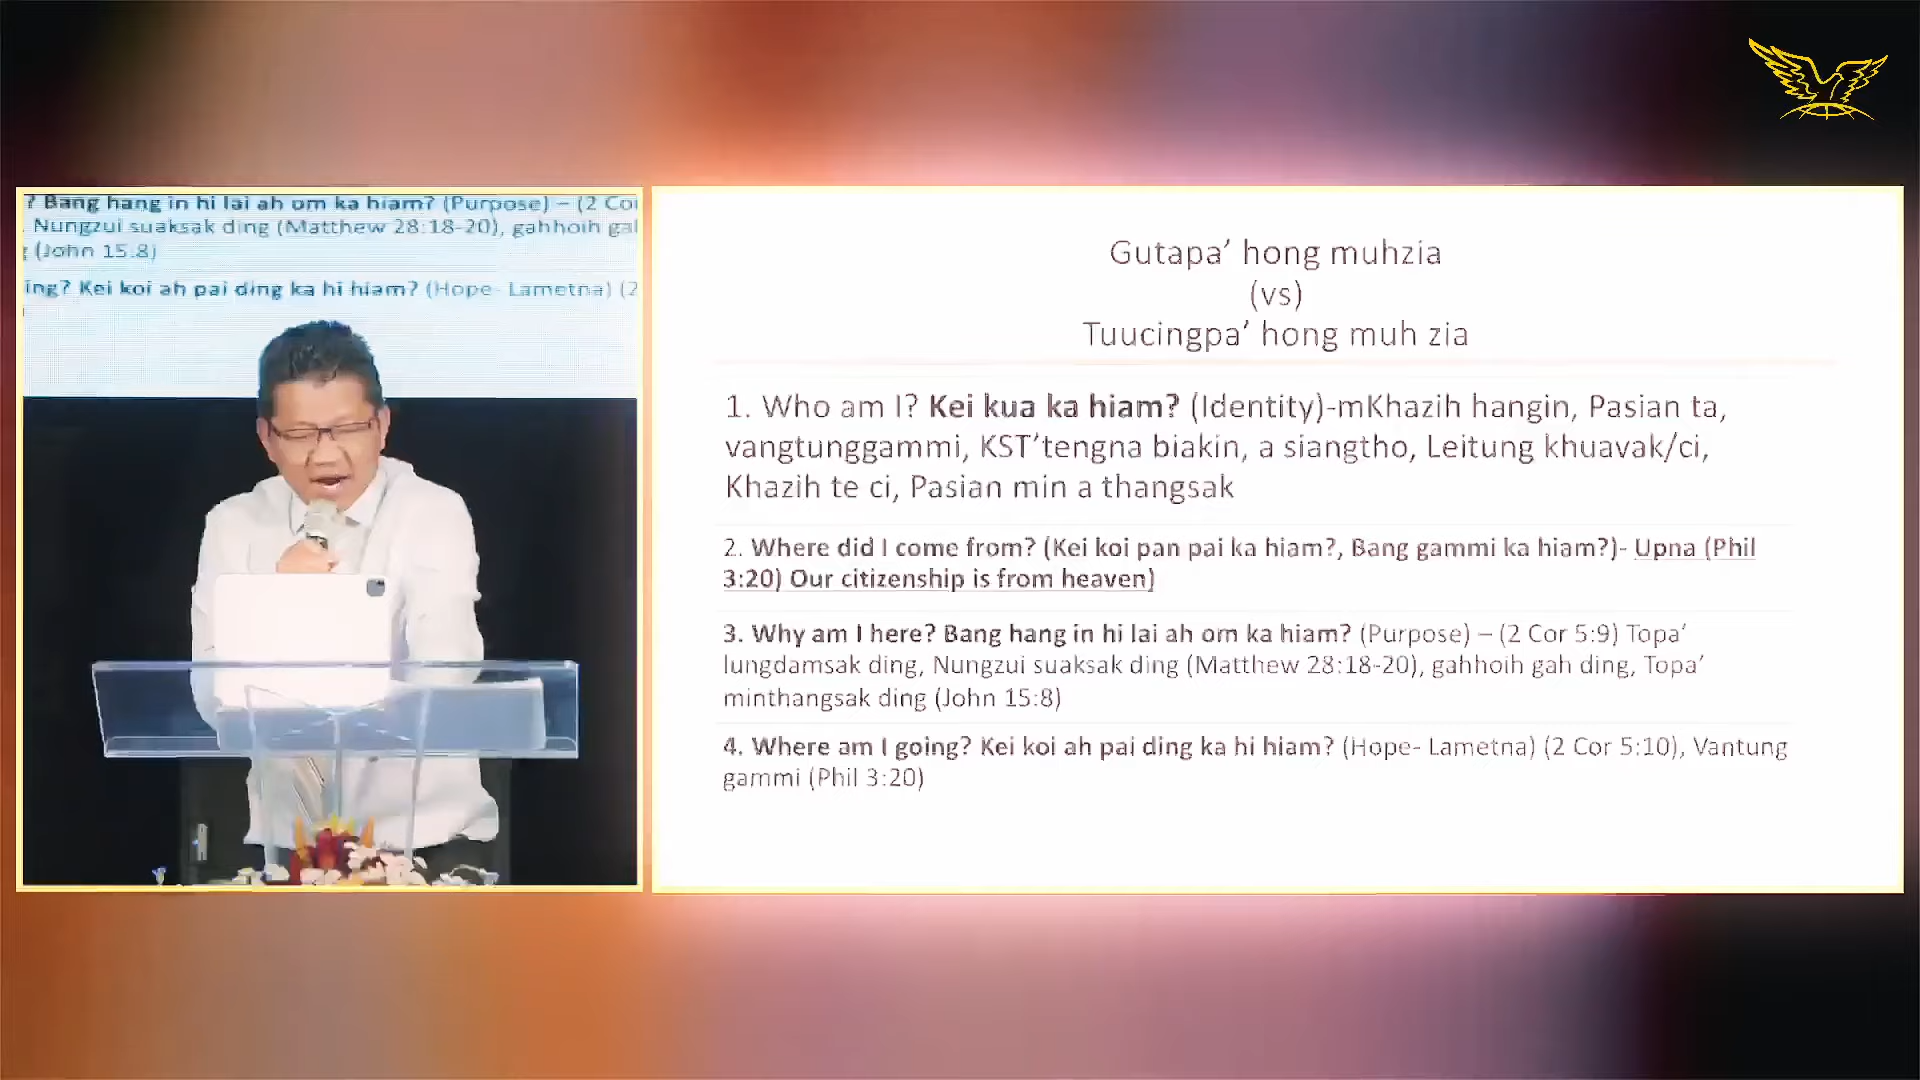 ? Bang hang in hi lai ah om ka hiam? (Purpose) – (2 Cor
Nungzui suaksak ding (Matthew 28:18-20), gahhoih gah
(John 15:8)
ing? Kei koi ah pai ding ka hi hiam? (Hope- Lametna) (2
Gutapa’ hong muhzia
(vs)
Tuucingpa’ hong muh zia
1. Who am I? Kei kua ka hiam? (Identity)-mKhazih hangin, Pasian ta,
vangtunggammi, KST’tengna biakin, a siangtho, Leitung khuavak/ci,
Khazih te ci, Pasian min a thangsak
2. Where did I come from? (Kei koi pan pai ka hiam?, Bang gammi ka hiam?)- Upna (Phil
3:20) Our citizenship is from heaven)
3. Why am I here? Bang hang in hi lai ah om ka hiam? (Purpose) – (2 Cor 5:9) Topa’
lungdamsak ding, Nungzui suaksak ding (Matthew 28:18-20), gahhoih gah ding, Topa’
minthangsak ding (John 15:8)
4. Where am I going? Kei koi ah pai ding ka hi hiam? (Hope- Lametna) (2 Cor 5:10), Vantung
gammi (Phil 3:20)